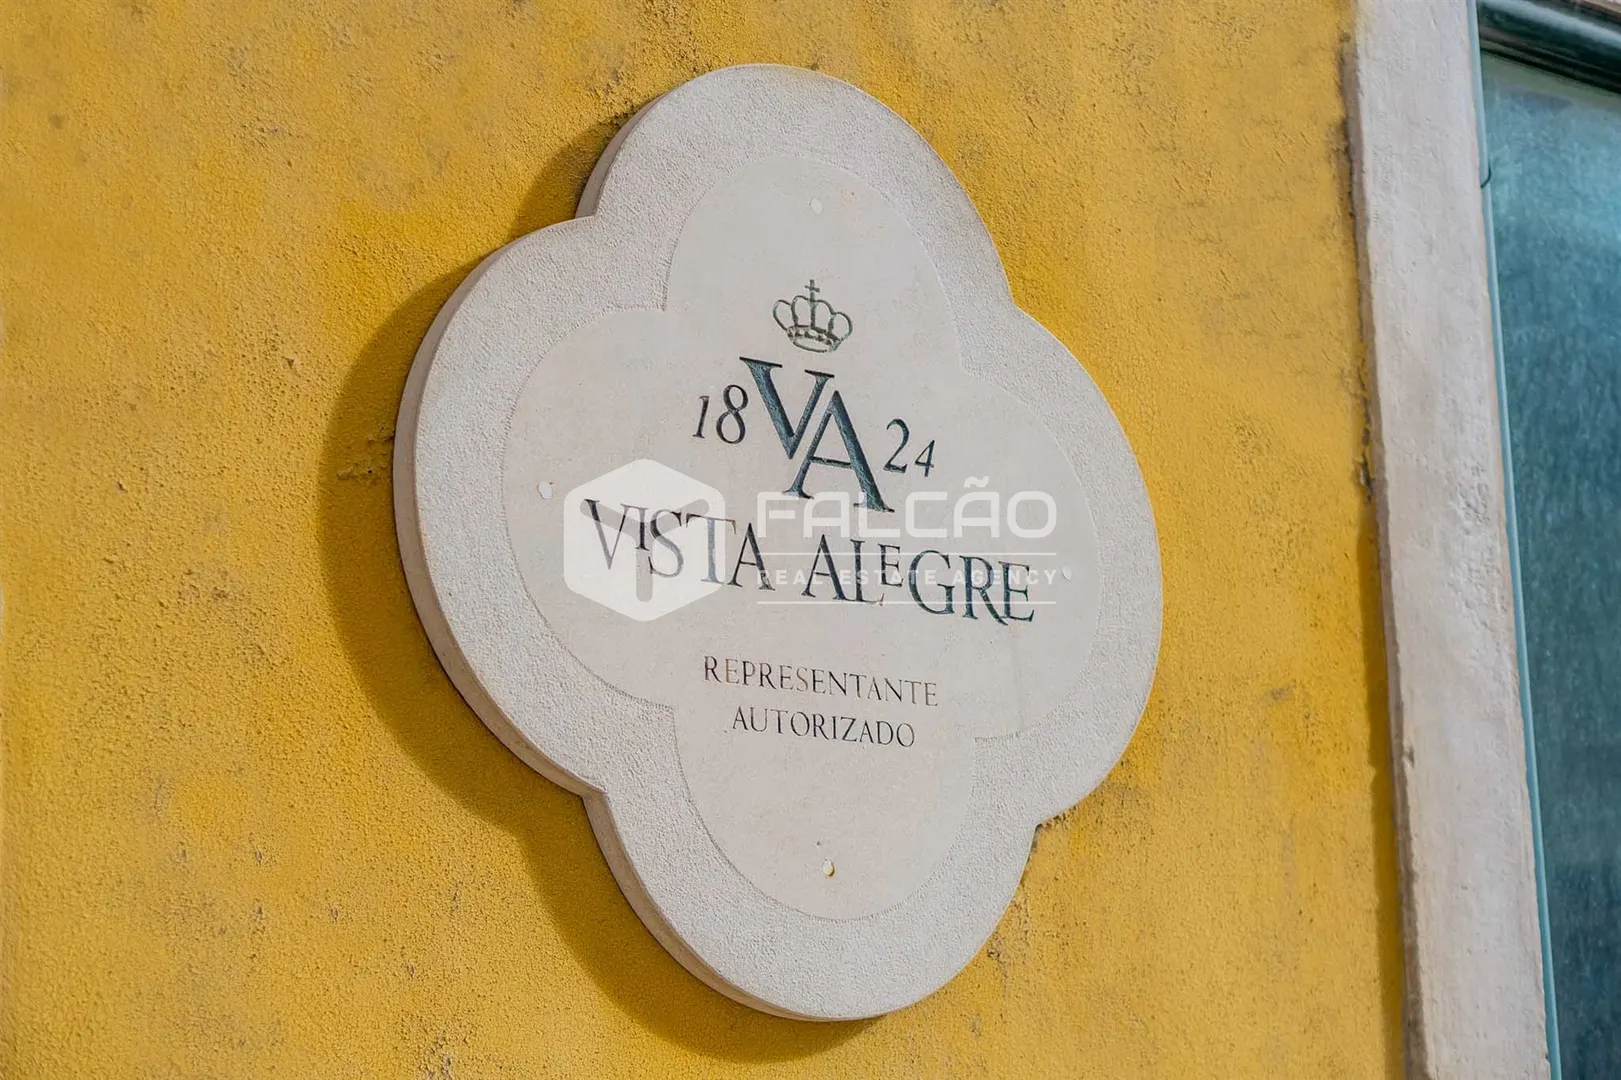 18 VA 24
VISTA ALEGRE
REPRESENTANTE
AUTORIZADO
FALCÃO
REAL ESTATE AGENCY